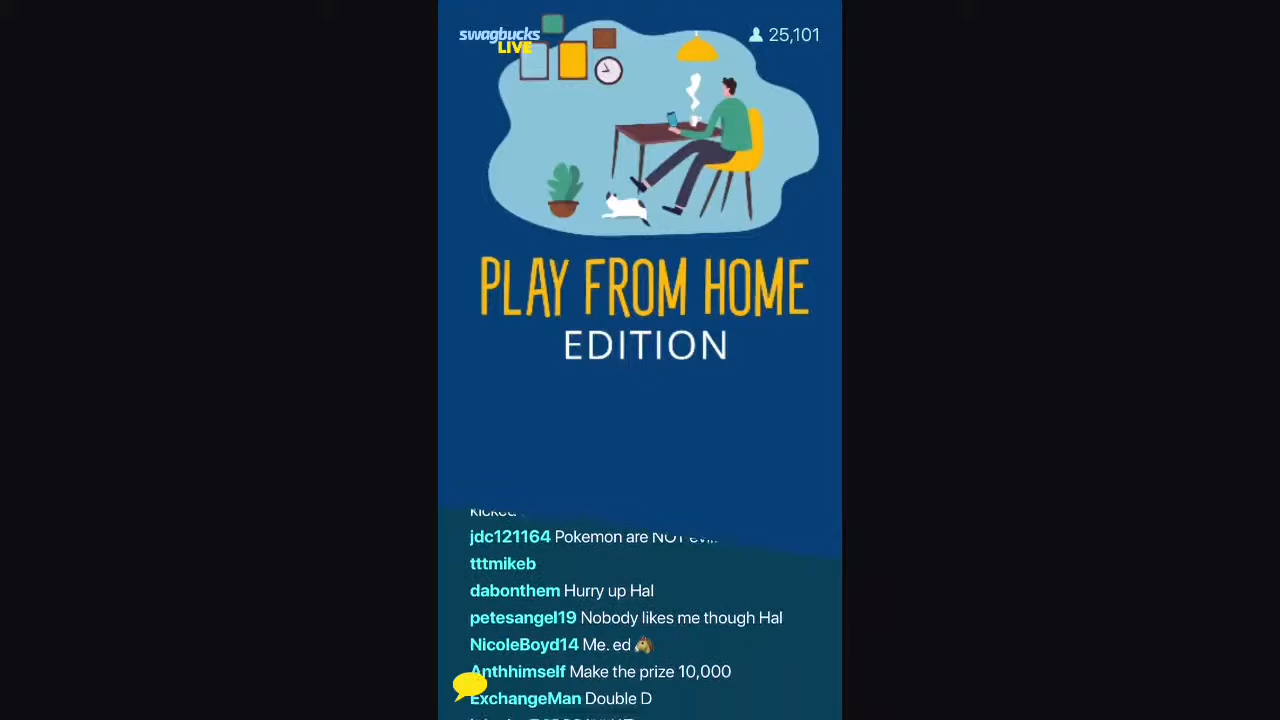 swagbucks
LIVE
25,101
PLAY FROM HOME
EDITION
kicked
jdc121164 Pokemon are NOT
tttmikeb
dabonthem Hurry up Hal
petesangel19 Nobody likes me though Hal
NicoleBoyd14 Me. ed 🐴
Anthhimself Make the prize 10,000
ExchangeMan Double D